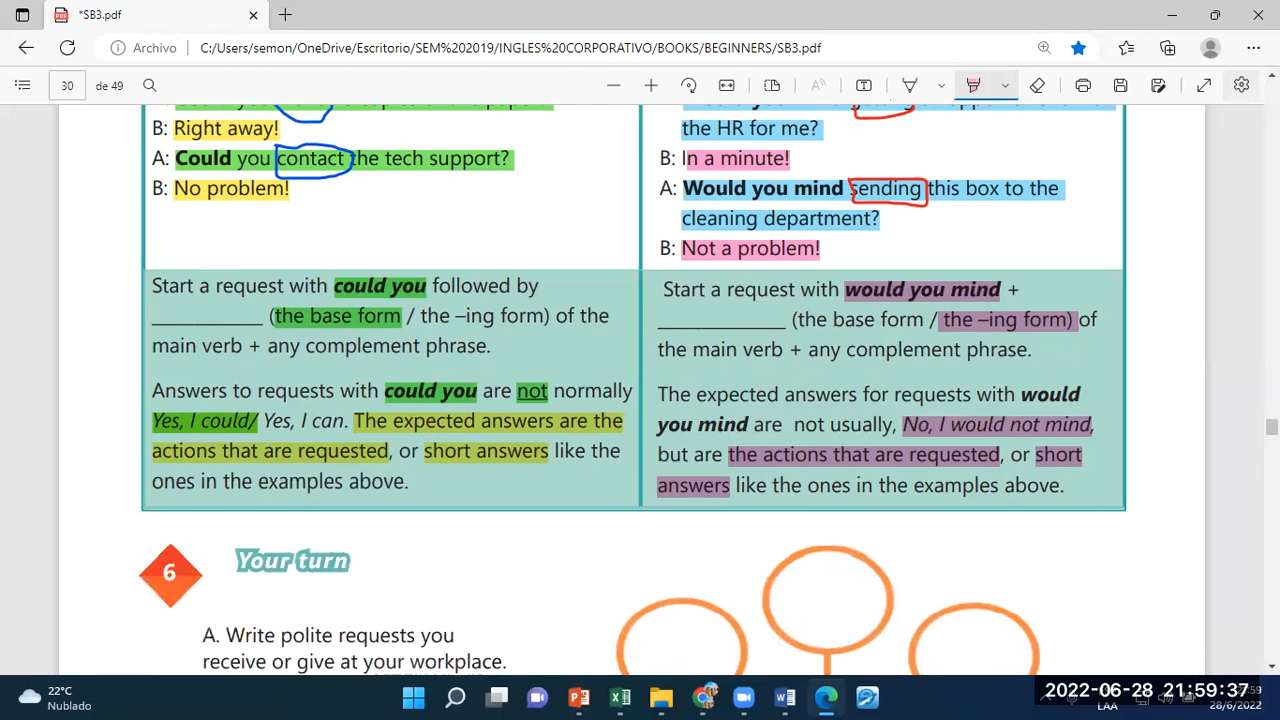 *SB3.pdf
Archivo
C:/Users/semon/OneDrive/Escritorio/SEM%202019/INGLES%20CORPORATIVO/BOOKS/BEGINNERS/SB3.pdf
30 de 49
B: Right away!
A: Could you contact the tech support?
B: No problem!
the HR for me?
B: In a minute!
A: Would you mind sending this box to the
cleaning department?
B: Not a problem!
Start a request with could you followed by
___________ (the base form / the –ing form) of the
main verb + any complement phrase.
Answers to requests with could you are not normally
Yes, I could/ Yes, I can. The expected answers are the
actions that are requested, or short answers like the
ones in the examples above.
Start a request with would you mind +
_____________ (the base form / the –ing form) of
the main verb + any complement phrase.
The expected answers for requests with would
you mind are not usually, No, I would not mind,
but are the actions that are requested, or short
answers like the ones in the examples above.
6
Your turn
A. Write polite requests you
receive or give at your workplace.
22°C
Nublado
LAA
2022-06-28 21:59:37
28/6/2022